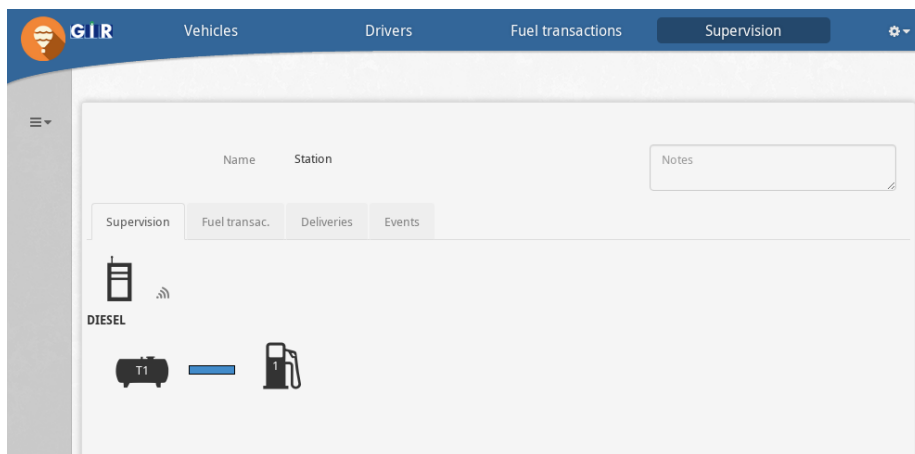 GIR
Vehicles
Drivers
Fuel transactions
Supervision
Name
Station
Notes
Supervision
Fuel transac.
Deliveries
Events
DIESEL
T1
1